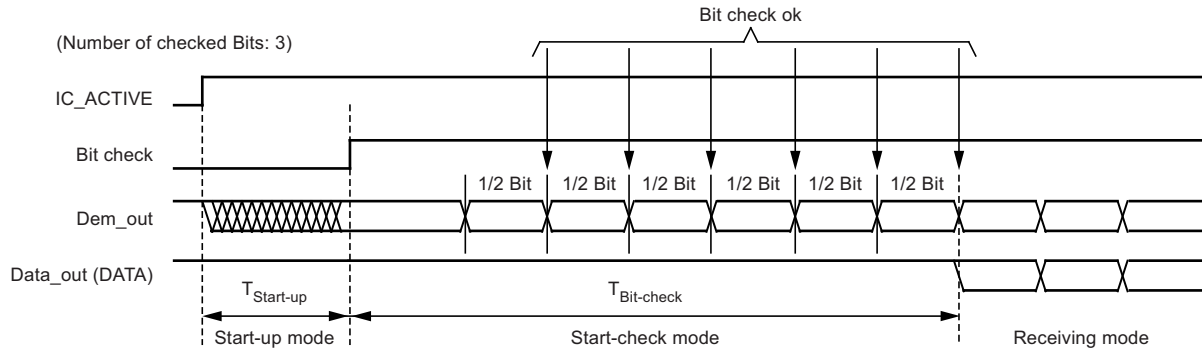 Bit check ok
(Number of checked Bits: 3)
IC_ACTIVE
Bit check
1/2 Bit 1/2 Bit 1/2 Bit 1/2 Bit 1/2 Bit 1/2 Bit
Dem_out
Data_out (DATA)
TStart-up TBit-check
Start-up mode Start-check mode Receiving mode